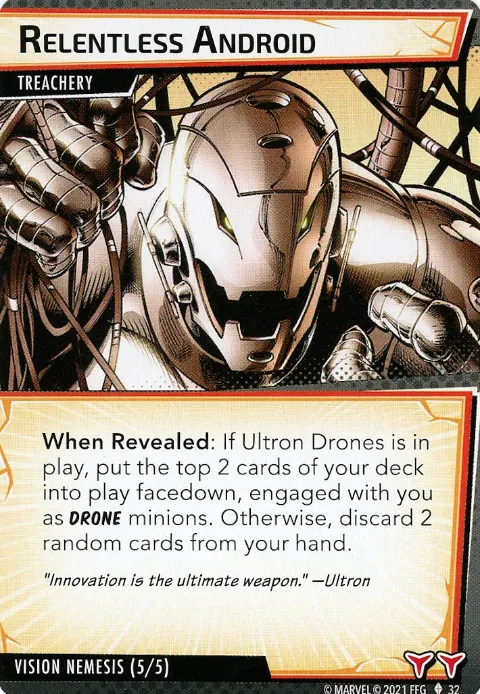 Relentless Android
TREACHERY
When Revealed: If Ultron Drones is in
play, put the top 2 cards of your deck
into play facedown, engaged with you
as DRONE minions. Otherwise, discard 2
random cards from your hand.
"Innovation is the ultimate weapon." —Ultron
VISION NEMESIS (5/5)
© MARVEL © 2021 FFG 32